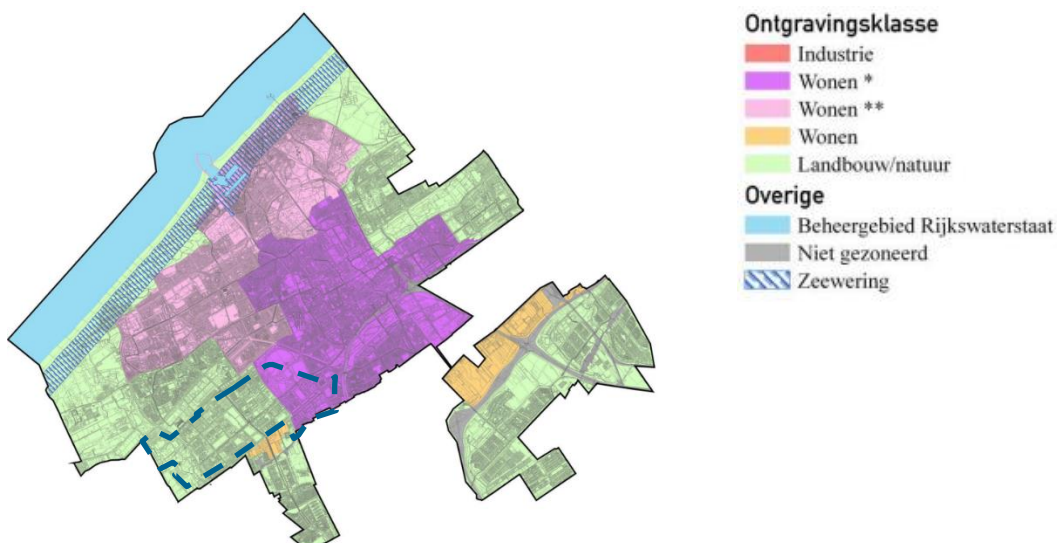 Ontgravingsklasse
Industrie
Wonen *
Wonen **
Wonen
Landbouw/natuur
Overige
Beheergebied Rijkswaterstaat
Niet gezoneerd
Zeewering